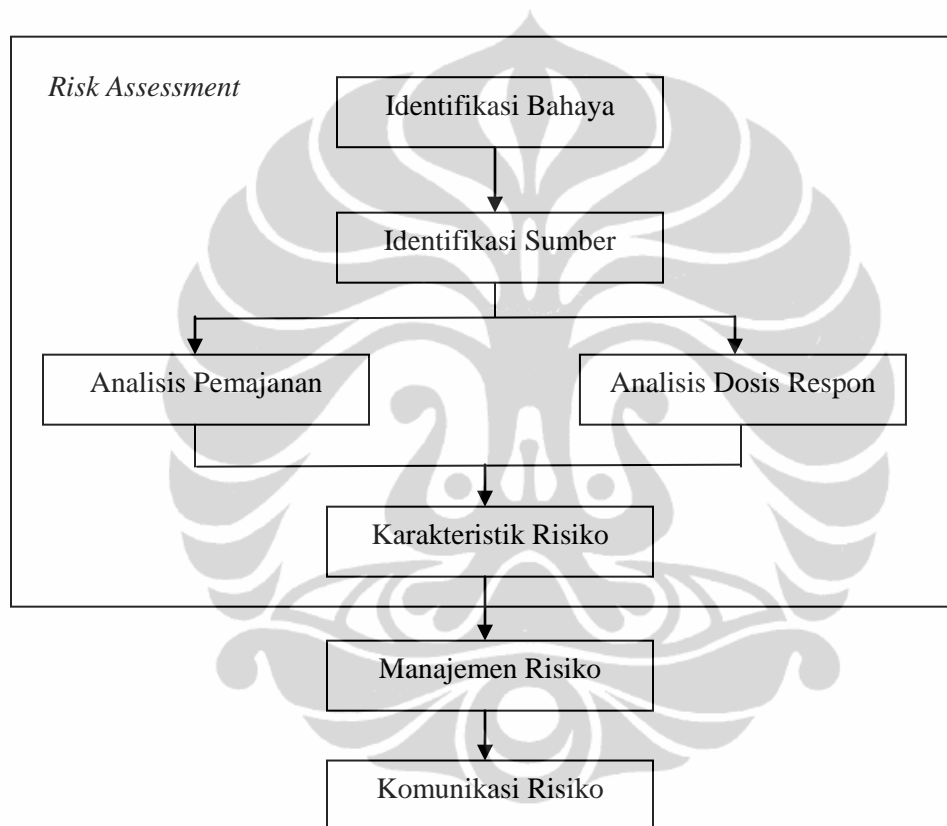 Risk Assessment
Identifikasi Bahaya
Identifikasi Sumber
Analisis Pemajanan
Analisis Dosis Respon
Karakteristik Risiko
Manajemen Risiko
Komunikasi Risiko